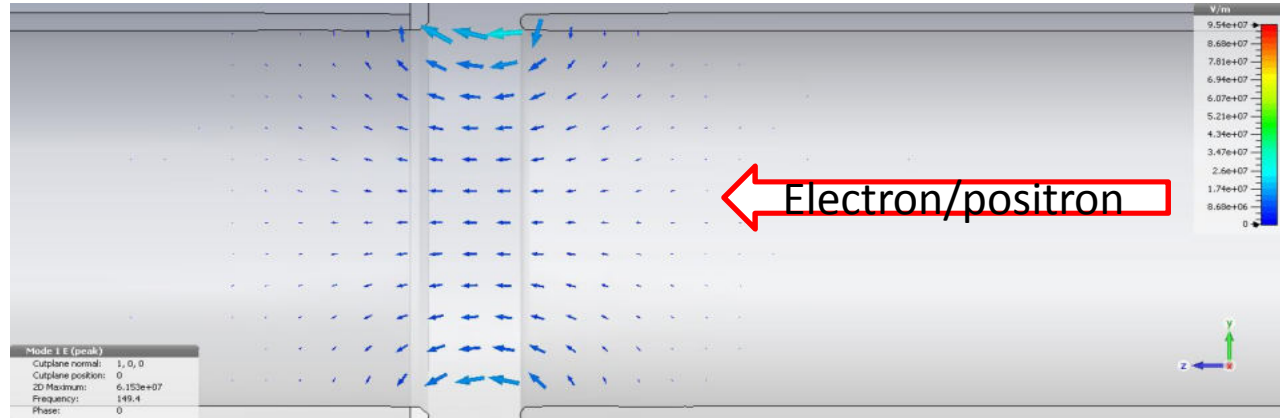 V/m
9.54e+07
8.68e+07
7.81e+07
6.94e+07
6.07e+07
5.21e+07
4.34e+07
3.47e+07
2.6e+07
1.74e+07
8.68e+06
0
Electron/positron
y
z
Mode 1 E (peak)
Cutplane normal: 1, 0, 0
Cutplane position: 0
2D Maximum: 6.153e+07
Frequency: 149.4
Phase: 0